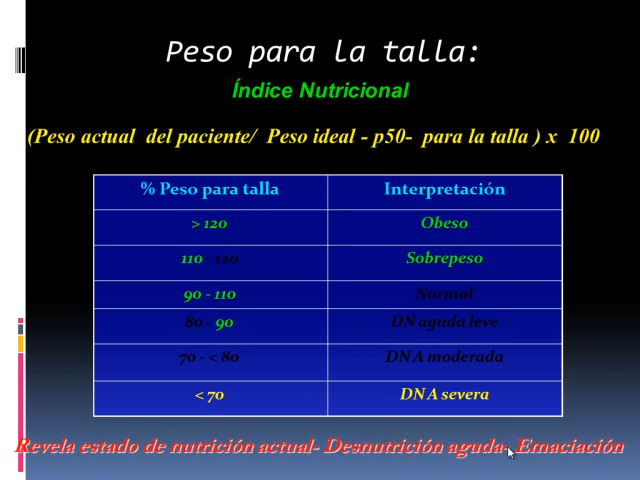 Peso para la talla:
Índice Nutricional
(Peso actual del paciente/ Peso ideal - p50- para la talla ) x 100
% Peso para talla Interpretación
> 120 Obeso
110 - 120 Sobrepeso
90 - 110 Normal
80 - 90 DN aguda leve
70 - < 80 DN A moderada
< 70 DN A severa
Revela estado de nutrición actual- Desnutrición aguda- Emaciación